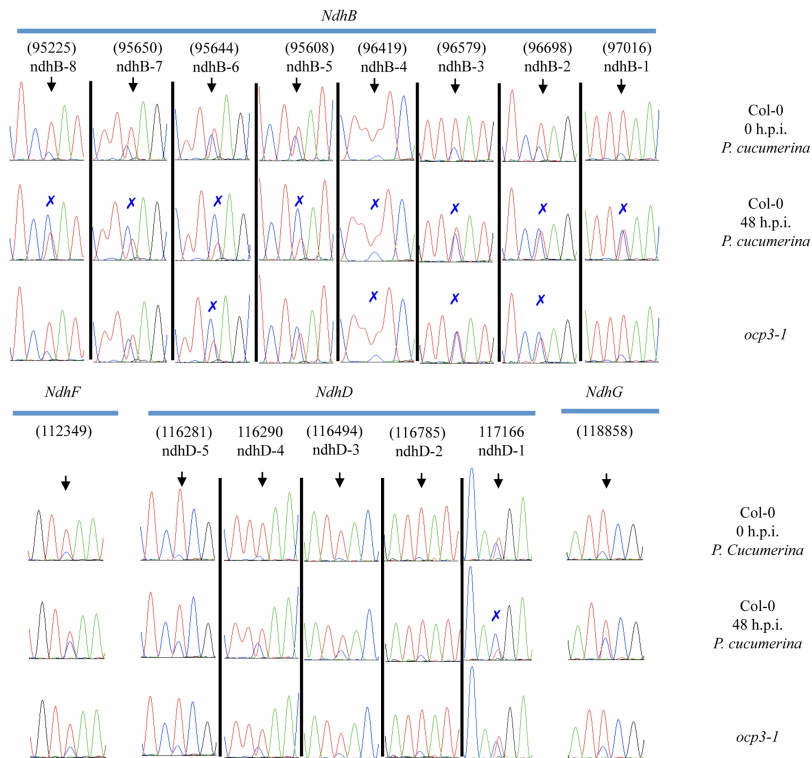 NdhB
(95225) (95650) (95644) (95608) (96419) (96579) (96698) (97016)
ndhB-8 ndhB-7 ndhB-6 ndhB-5 ndhB-4 ndhB-3 ndhB-2 ndhB-1
Col-0
0 h.p.i.
P. cucumerina
Col-0
48 h.p.i.
P. cucumerina
ocp3-1
NdhF NdhD NdhG
(112349) (116281) 116290 (116494) (116785) 117166 (118858)
ndhD-5 ndhD-4 ndhD-3 ndhD-2 ndhD-1
Col-0
0 h.p.i.
P. Cucumerina
Col-0
48 h.p.i.
P. cucumerina
ocp3-1